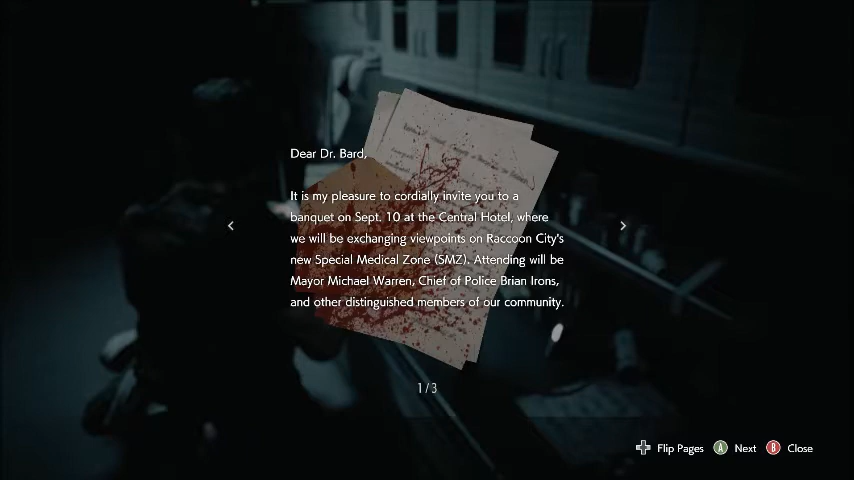 Dear Dr. Bard,
It is my pleasure to cordially invite you to a
banquet on Sept. 10 at the Central Hotel, where
we will be exchanging viewpoints on Raccoon City's
new Special Medical Zone (SMZ). Attending will be
Mayor Michael Warren, Chief of Police Brian Irons,
and other distinguished members of our community.
1/3
Flip Pages A Next B Close